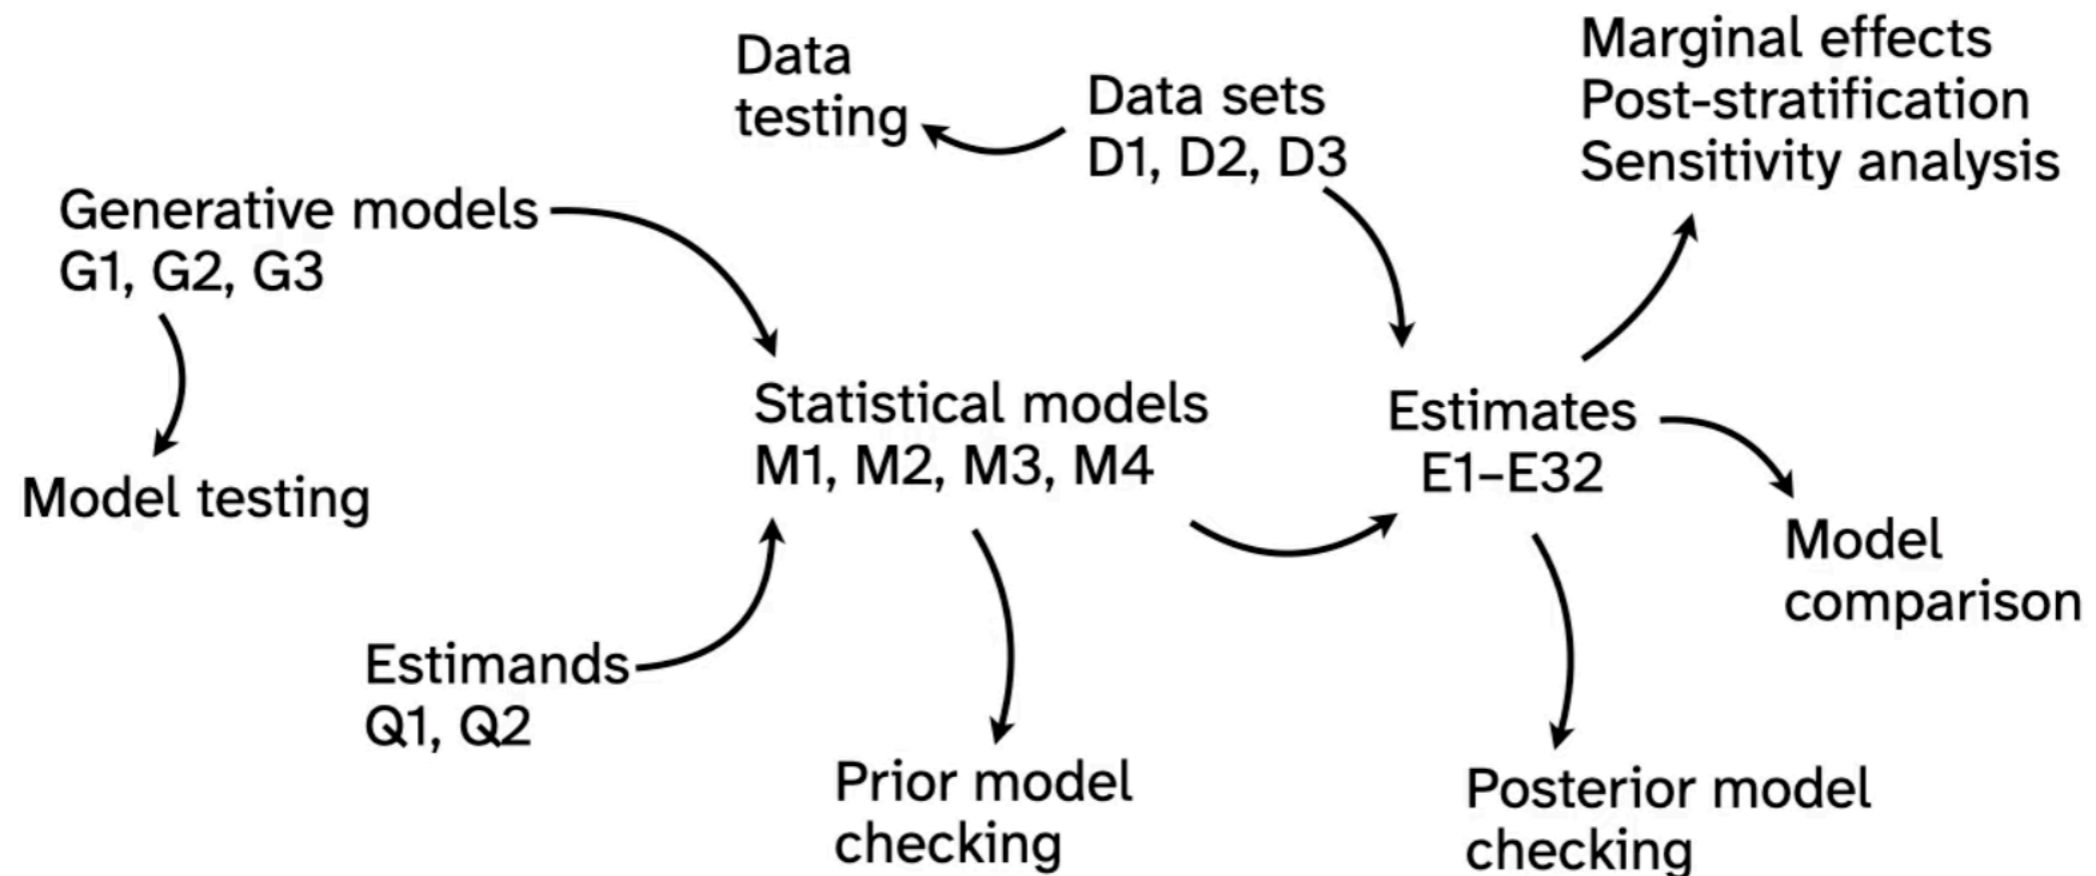 Data
testing
Data sets
D1, D2, D3
Marginal effects
Post-stratification
Sensitivity analysis
Generative models
G1, G2, G3
Model testing
Statistical models
M1, M2, M3, M4
Estimates
E1–E32
Model
comparison
Estimands
Q1, Q2
Prior model
checking
Posterior model
checking